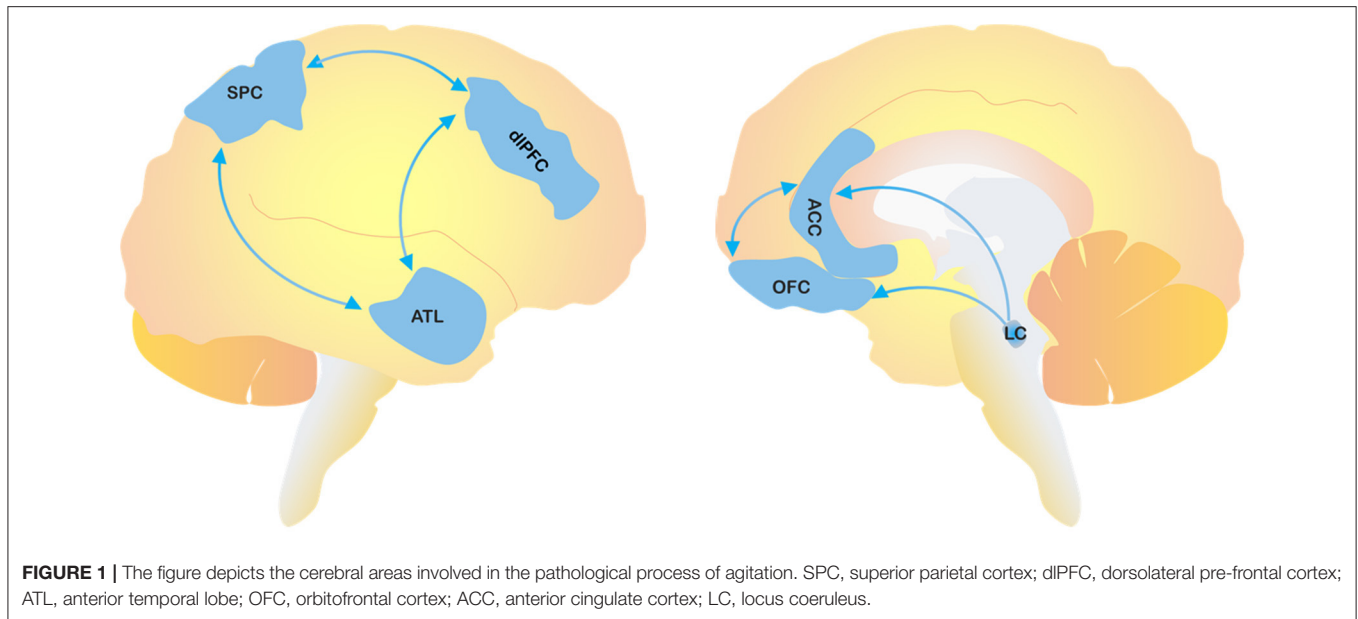 SPC
dlPFC
ATL
ACC
OFC
LC
FIGURE 1 | The figure depicts the cerebral areas involved in the pathological process of agitation. SPC, superior parietal cortex; dlPFC, dorsolateral pre-frontal cortex;
ATL, anterior temporal lobe; OFC, orbitofrontal cortex; ACC, anterior cingulate cortex; LC, locus coeruleus.